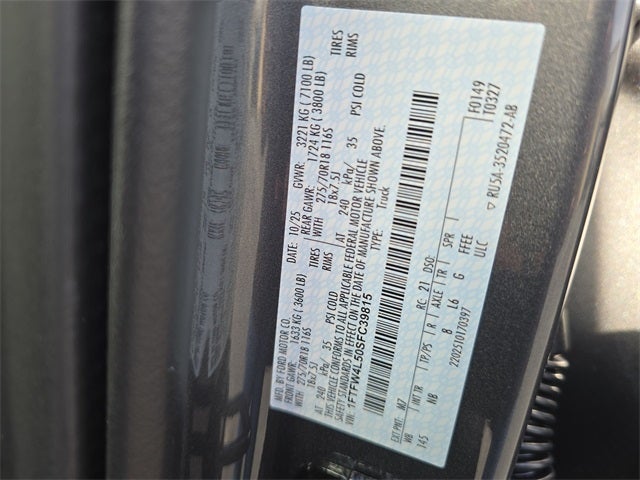 MFD. BY FORD MOTOR CO.
DATE: 10/25 GVWR: 3221 KG ( 7100 LB)
FRONT GAWR: 1633 KG ( 3600 LB) REAR GAWR: 1724 KG ( 3800 LB)
WITH 275/70R18 116S TIRES WITH 275/70R18 116S TIRES
18x7.5J RIMS 18x7.5J RIMS
AT 240 kPa/ 35 PSI COLD AT 240 kPa/ 35 PSI COLD
THIS VEHICLE CONFORMS TO ALL APPLICABLE FEDERAL MOTOR VEHICLE
SAFETY STANDARDS IN EFFECT ON THE DATE OF MANUFACTURE SHOWN ABOVE.
VIN: 1FTFW4L50SFC39815 TYPE: Truck
F0149
T0327
EXT PNT: M7 RC: 21 DSO:
WB INT TR TP/PS R AXLE TR SPR
145 NB 8 L6 G FFEE
2202510170397 ULC
▽ RUSA-3520472-AB